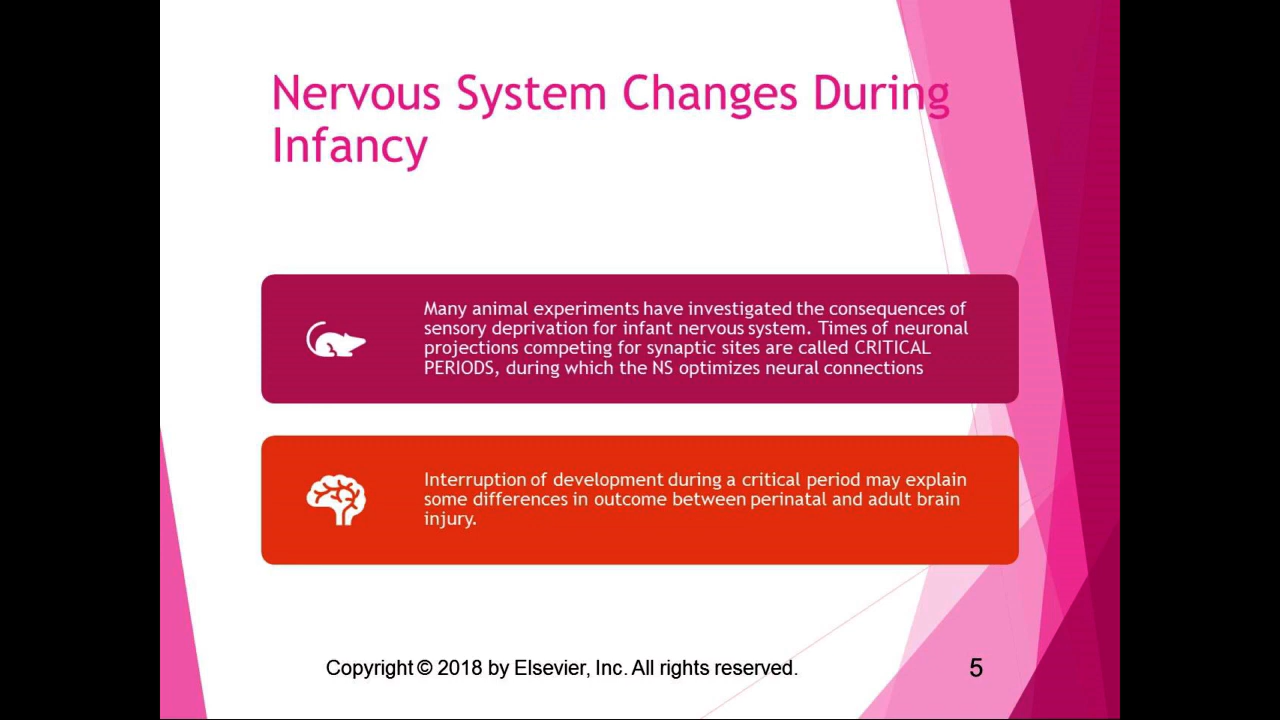 Nervous System Changes During
Infancy
Many animal experiments have investigated the consequences of
sensory deprivation for infant nervous system. Times of neuronal
projections competing for synaptic sites are called CRITICAL
PERIODS, during which the NS optimizes neural connections
Interruption of development during a critical period may explain
some differences in outcome between perinatal and adult brain
injury.
Copyright © 2018 by Elsevier, Inc. All rights reserved.
5